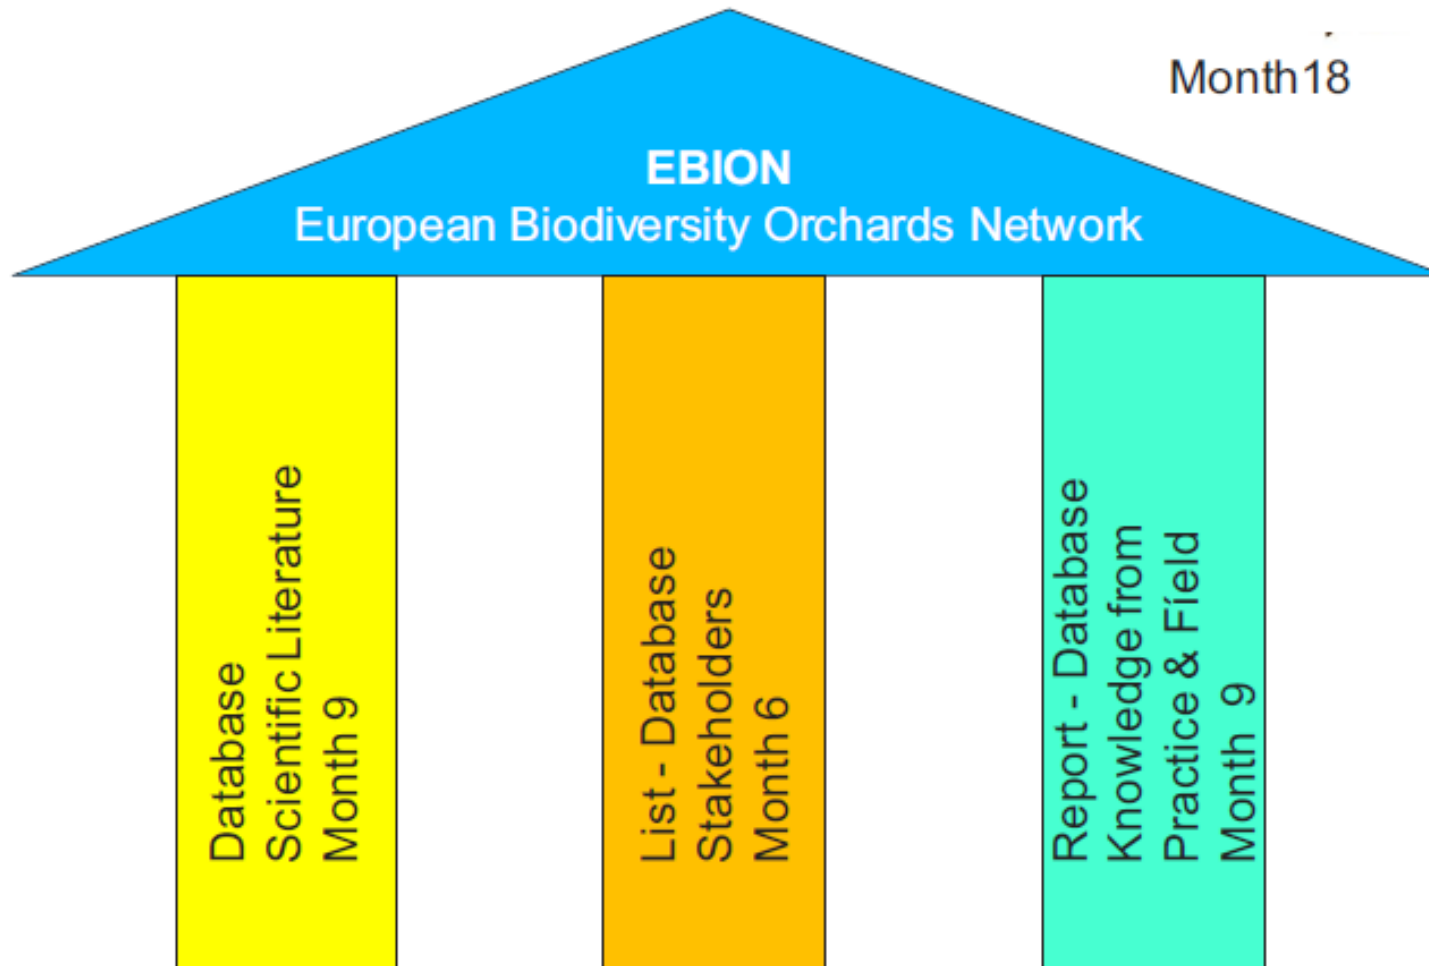 Month18
EBION
European Biodiversity Orchards Network
Database
Scientific Literature
Month 9
List - Database
Stakeholders
Month 6
Report - Database
Knowledge from
Practice & Field
Month 9